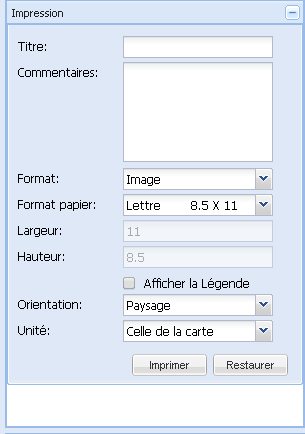 Impression
Titre:
Commentaires:
Format: Image
Format papier: Lettre 8.5 X 11
Largeur: 11
Hauteur: 8.5
Afficher la Légende
Orientation: Paysage
Unité: Celle de la carte
Imprimer Restaurer